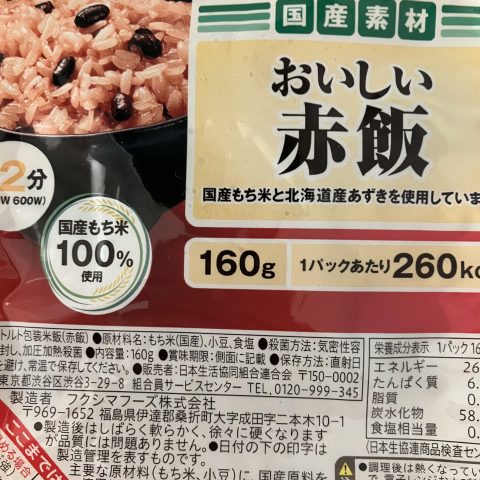 国産素材
おいしい
赤飯
国産もち米と北海道産あずきを使用していま
2分
W 600W)
国産もち米
100%
使用
160g
1パックあたり260kc
トルト包装米飯(赤飯) ●原材料名:もち米(国産)、小豆、食塩 ●殺菌方法:気密性容
封し、加圧加熱殺菌 ●内容量:160g ●賞味期限:側面に記載 ●保存方法:直射日
を避け、常温で保存してください。 ●販売者:日本生活協同組合連合会 〒150-0002
東京都渋谷区渋谷3-29-8 組合員サービスセンター TEL.0120-999-345
製造者 フクシマフーズ株式会社
〒969-1652 福島県伊達郡桑折町大字成田字二本木10-1
●製造後はしばらく軟らかく、徐々に硬くなります
が品質には問題ありません。 ●日付の下の印字は
製造管理を表すものです。
主要な原材料(もち米、小豆)に、国産原料を
栄養成分表示 1パック16
エネルギー 26
たんぱく質 6.
脂質 0.
炭水化物 58.
食塩相当量 0.
(日本生協連商品検査セン
●調理後は熱くなってい
ここまで